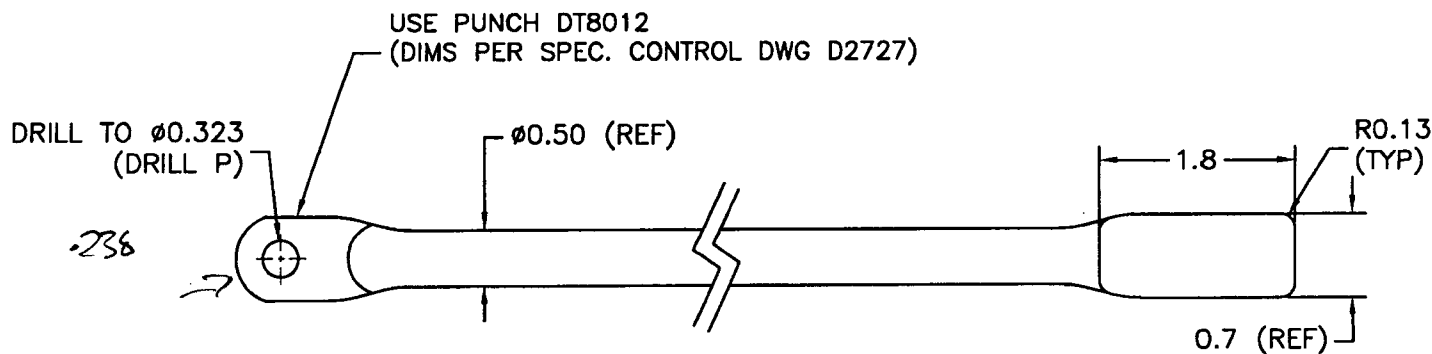 USE PUNCH DT8012
(DIMS PER SPEC. CONTROL DWG D2727)
DRILL TO ø0.323
(DRILL P)
ø0.50 (REF)
1.8
R0.13
(TYP)
.238
0.7 (REF)